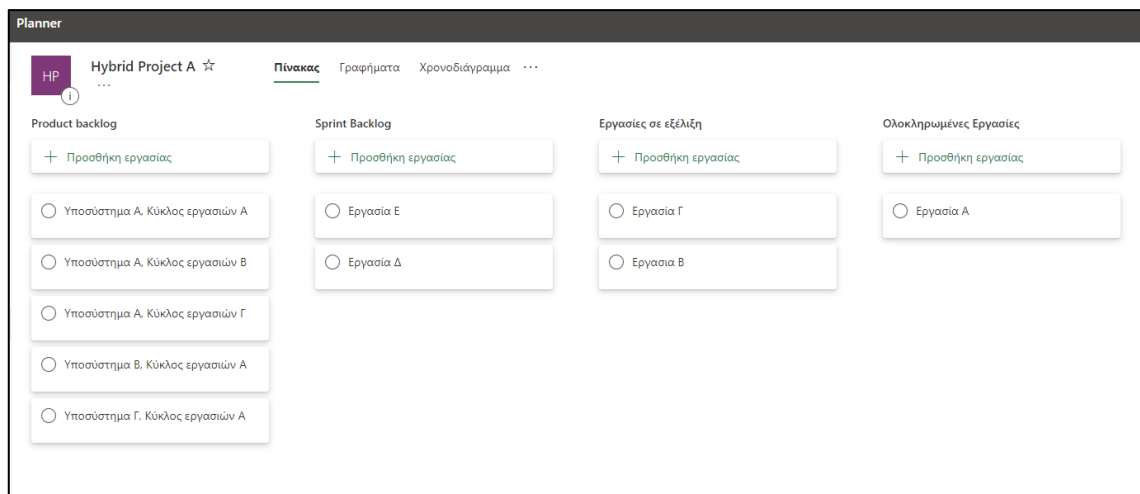 Planner
HP
Hybrid Project A
Πίνακας Γραφήματα Χρονοδιάγραμμα ...
...
i
Product backlog
+ Προσθήκη εργασίας
Υποσύστημα Α, Κύκλος εργασιών Α
Υποσύστημα Α, Κύκλος εργασιών Β
Υποσύστημα Α, Κύκλος εργασιών Γ
Υποσύστημα Β, Κύκλος εργασιών Α
Υποσύστημα Γ, Κύκλος εργασιών Α
Sprint Backlog
+ Προσθήκη εργασίας
Εργασία Ε
Εργασία Δ
Εργασίες σε εξέλιξη
+ Προσθήκη εργασίας
Εργασία Γ
Εργασια Β
Ολοκληρωμένες Εργασίες
+ Προσθήκη εργασίας
Εργασία Α